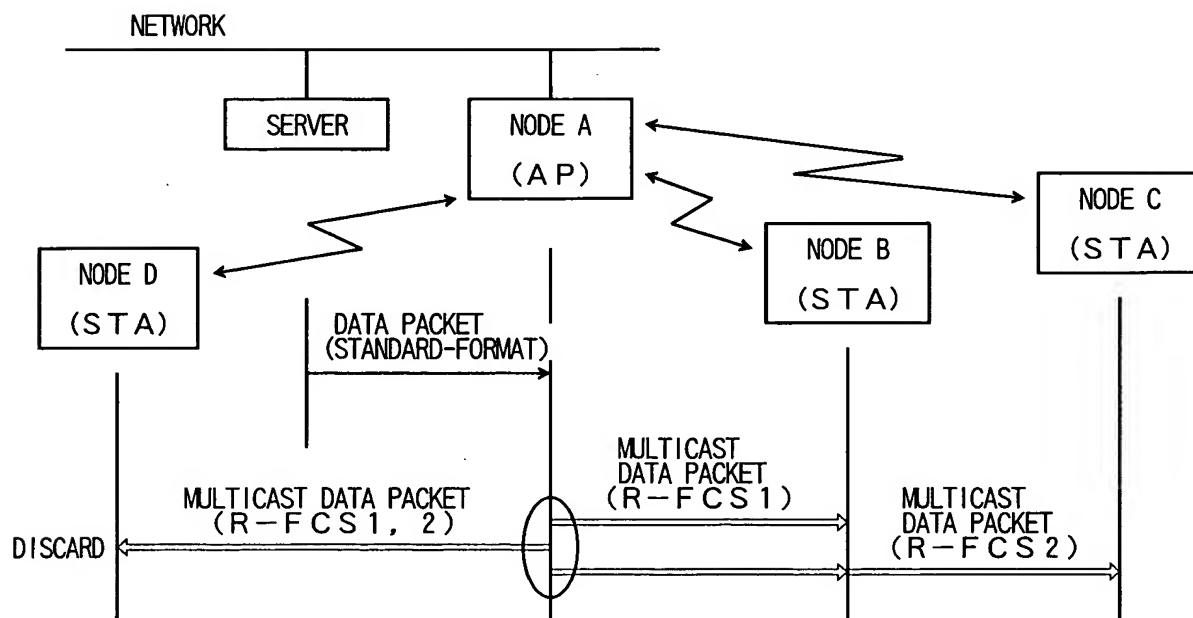 NETWORK
SERVER
NODE A
(AP)
NODE C
(STA)
NODE B
(STA)
NODE D
(STA)
DATA PACKET
(STANDARD-FORMAT)
MULTICAST
DATA PACKET
(R-FCS1)
MULTICAST DATA PACKET
(R-FCS1, 2)
MULTICAST
DATA PACKET
(R-FCS2)
DISCARD